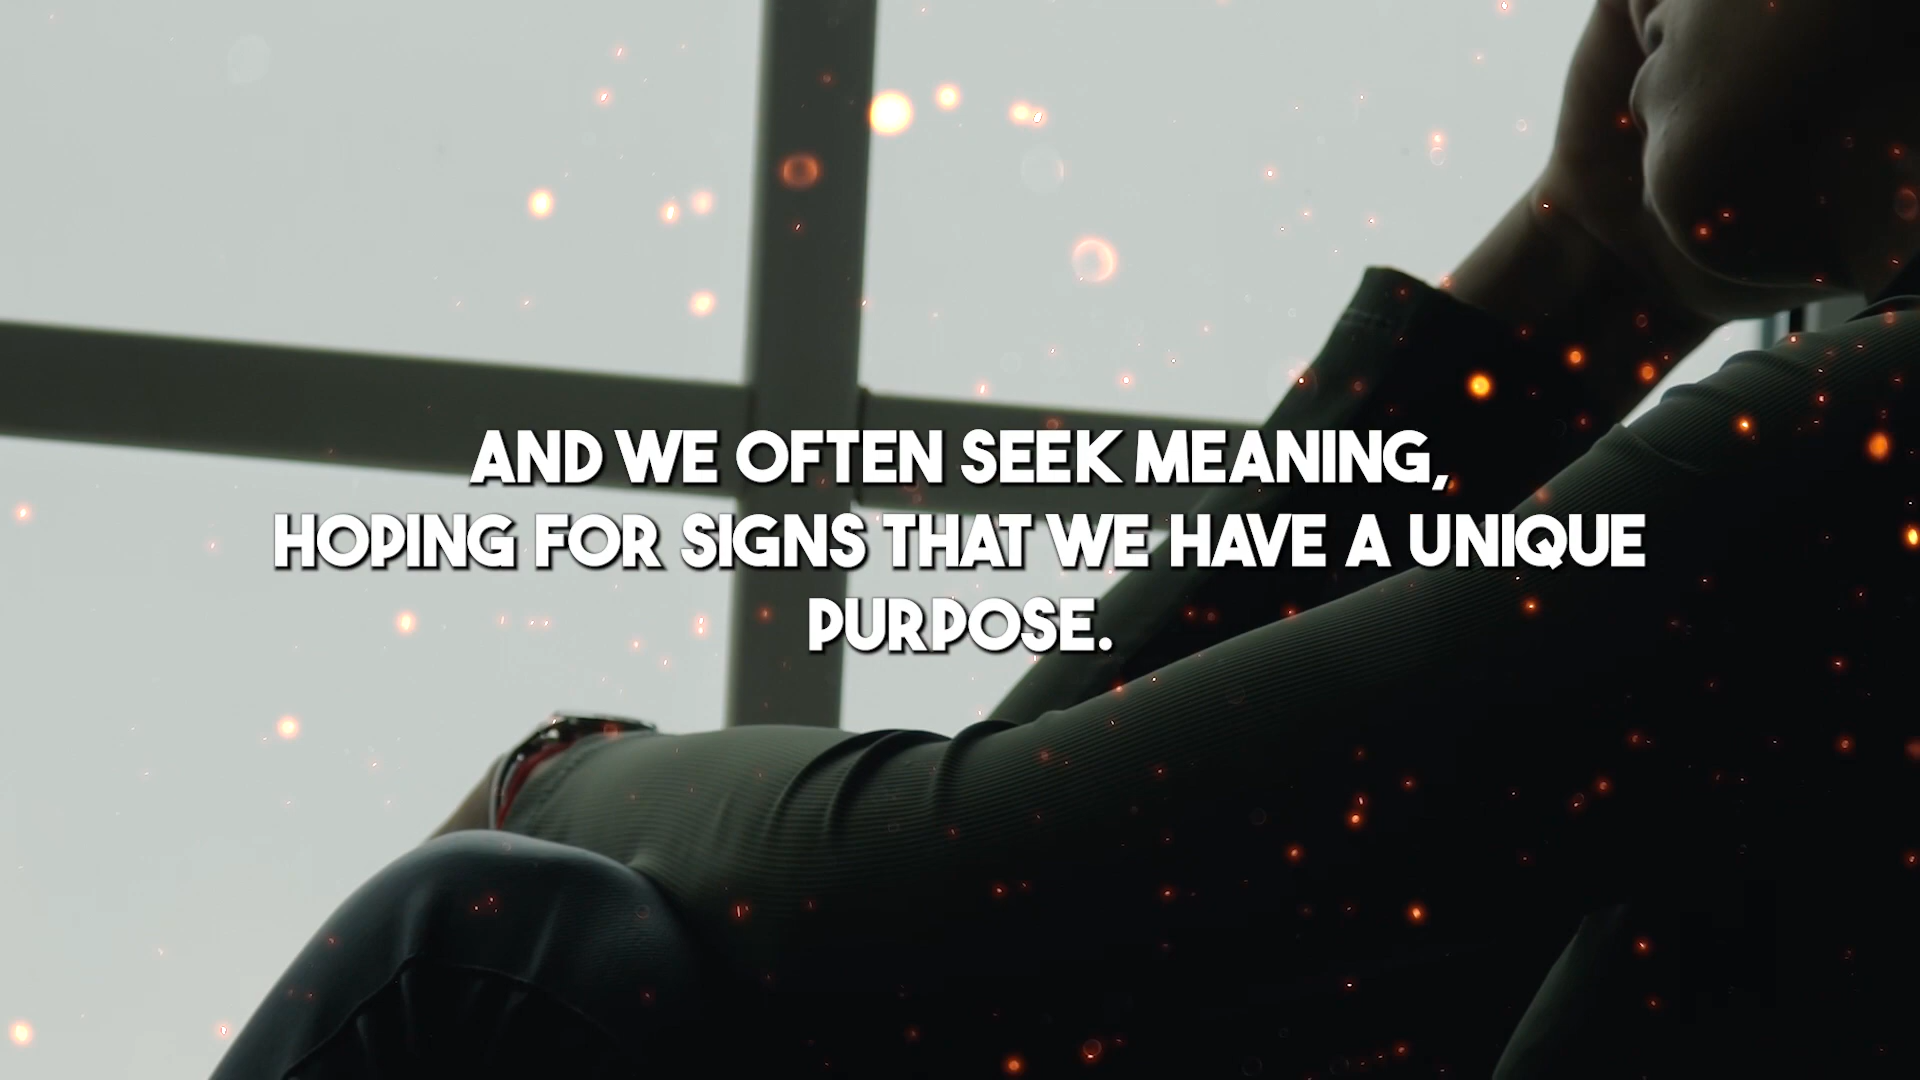 AND WE OFTEN SEEK MEANING,
HOPING FOR SIGNS THAT WE HAVE A UNIQUE
PURPOSE.